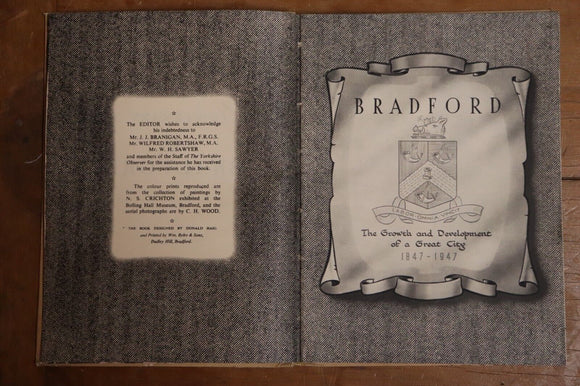 The EDITOR wishes to acknowledge
his indebtedness to
Mr. J. J. BRANIGAN, M.A., F.R.G.S.
Mr. WILFRED ROBERTSHAW, M.A.
Mr. W. H. SAWYER
and members of the Staff of The Yorkshire
Observer for the assistance he has received
in the preparation of this book.
The colour prints reproduced are
from the collection of paintings by
N. S. CRICHTON exhibited at the
Bolling Hall Museum, Bradford, and the
aerial photographs are by C. H. WOOD.
THE BOOK DESIGNED BY DONALD
and Printed by Wm. & Sons,
Dudley Hill, Bradford.
BRADFORD
LABOR OMNIA
The Growth and Development
of a Great City
1847-1947